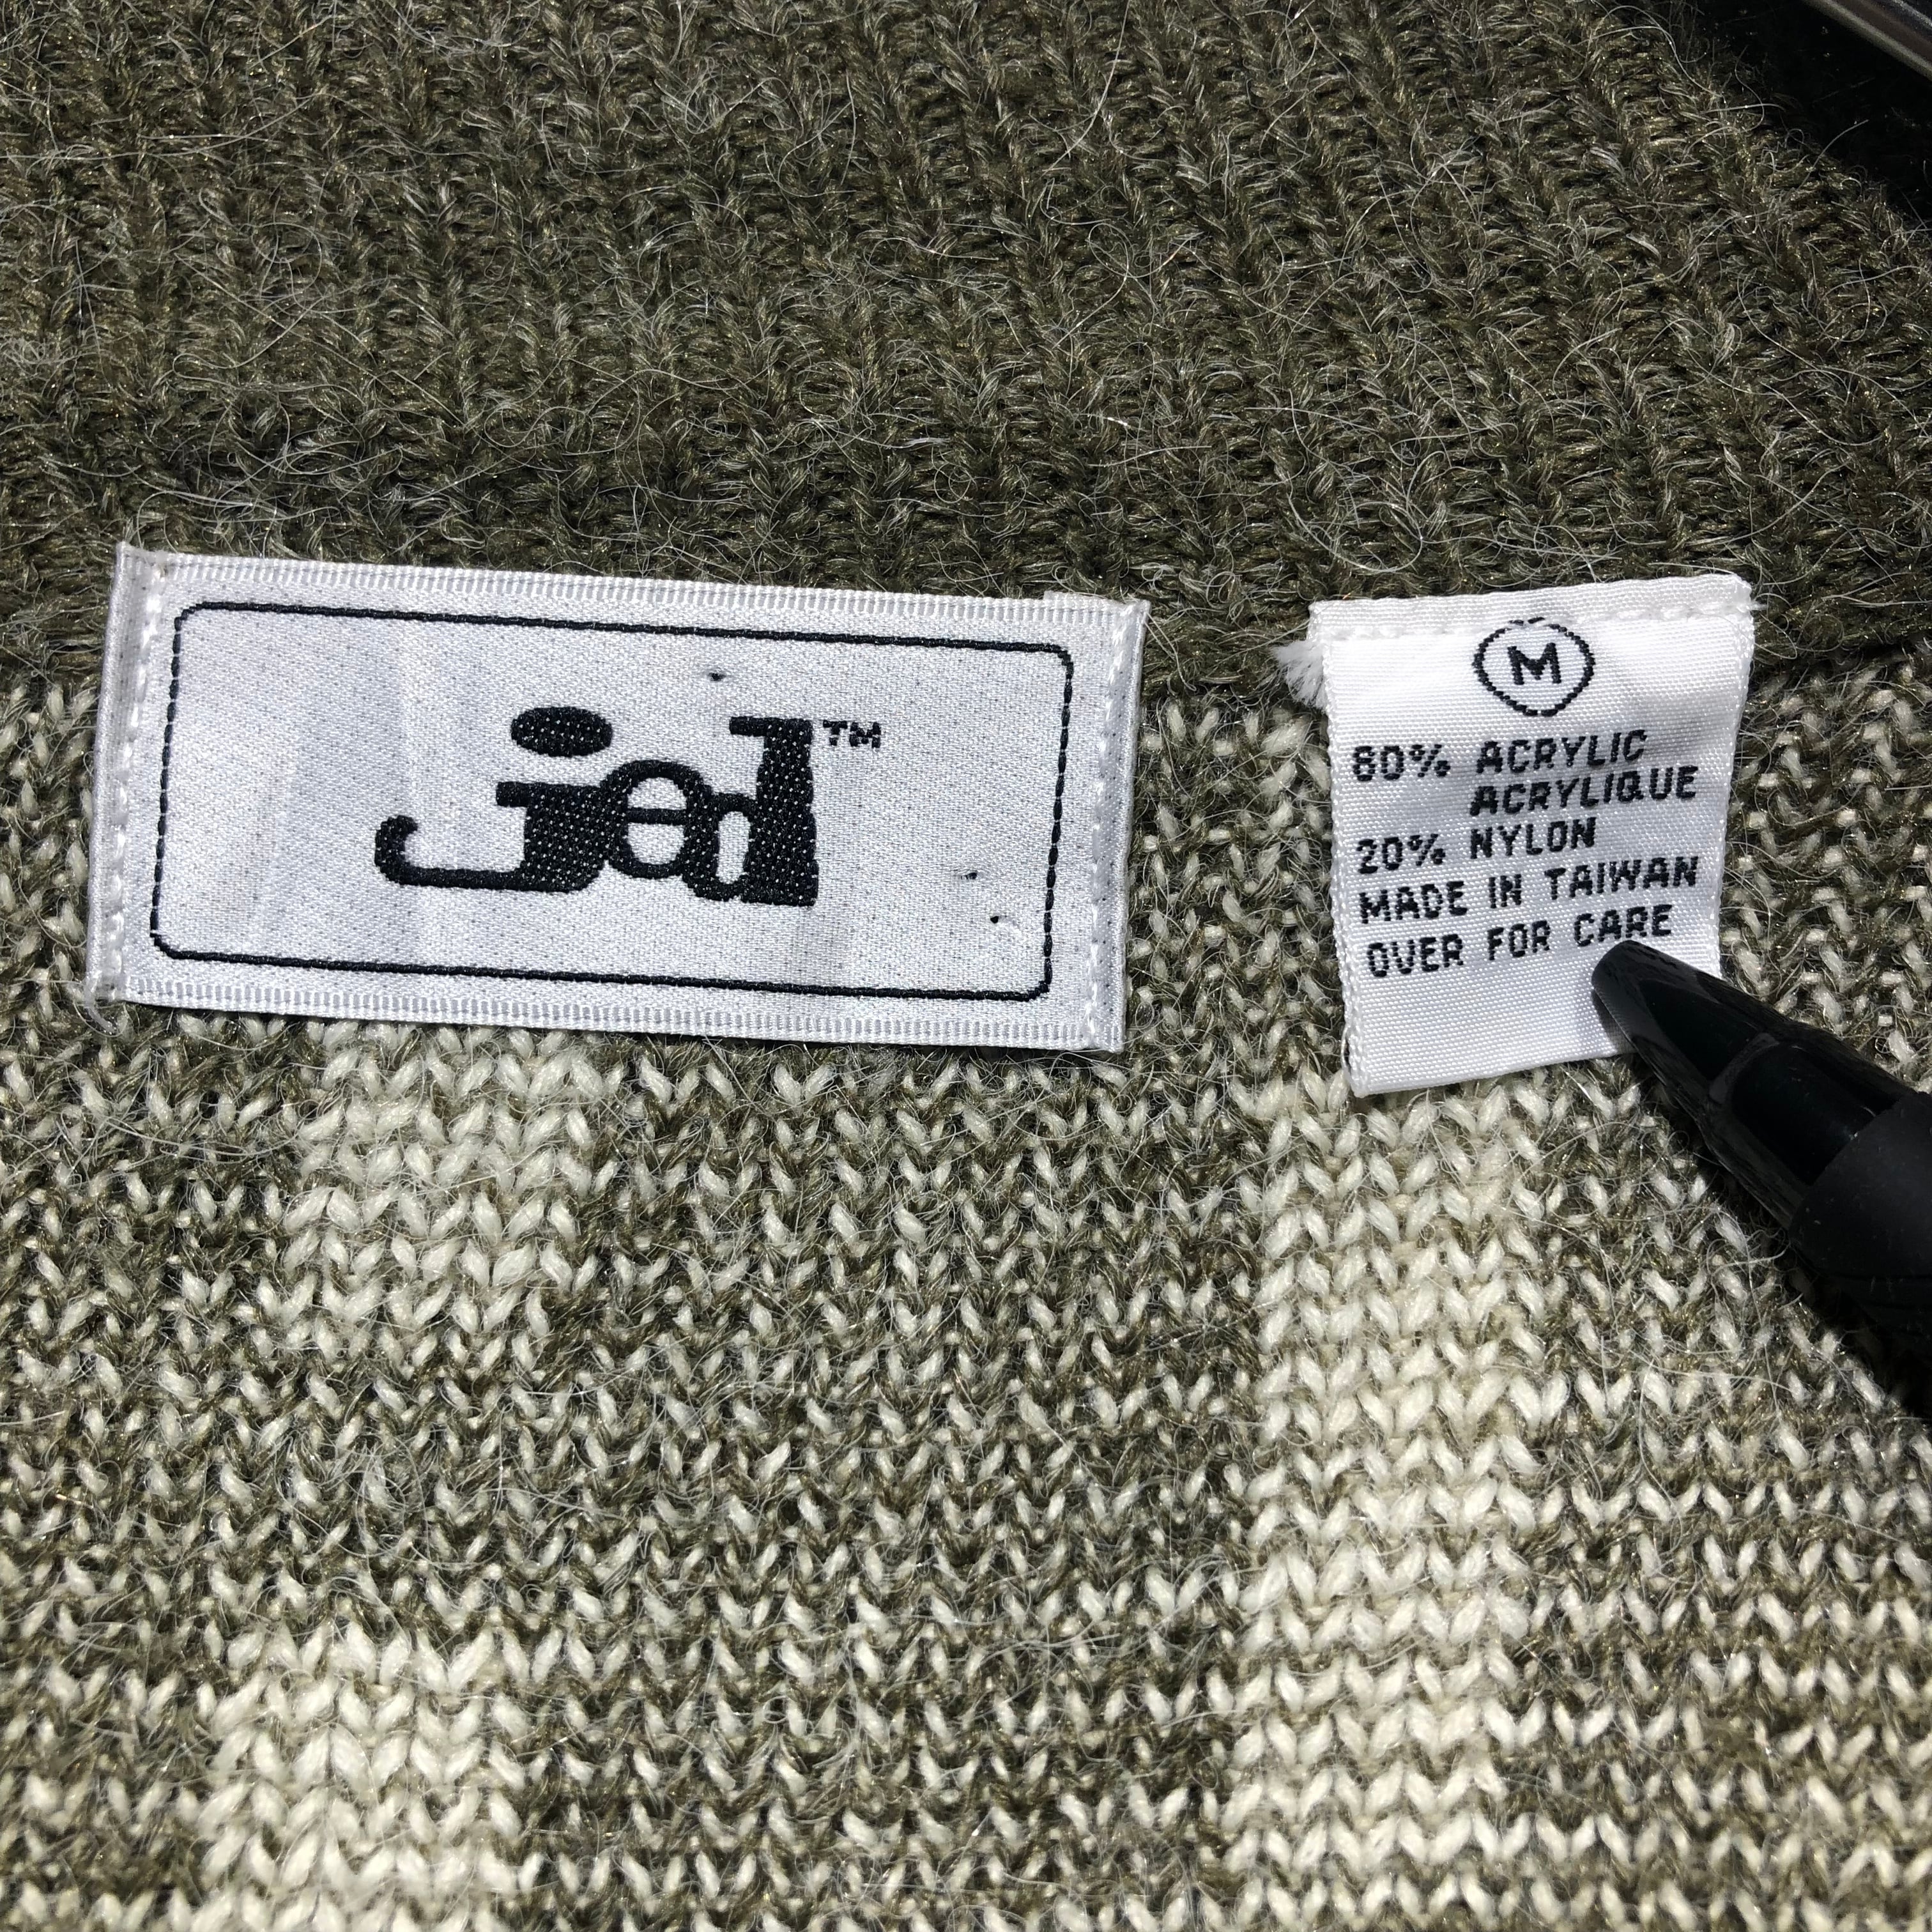 jed™
M
80% ACRYLIC
ACRYLIQUE
20% NYLON
MADE IN TAIWAN
OVER FOR CARE